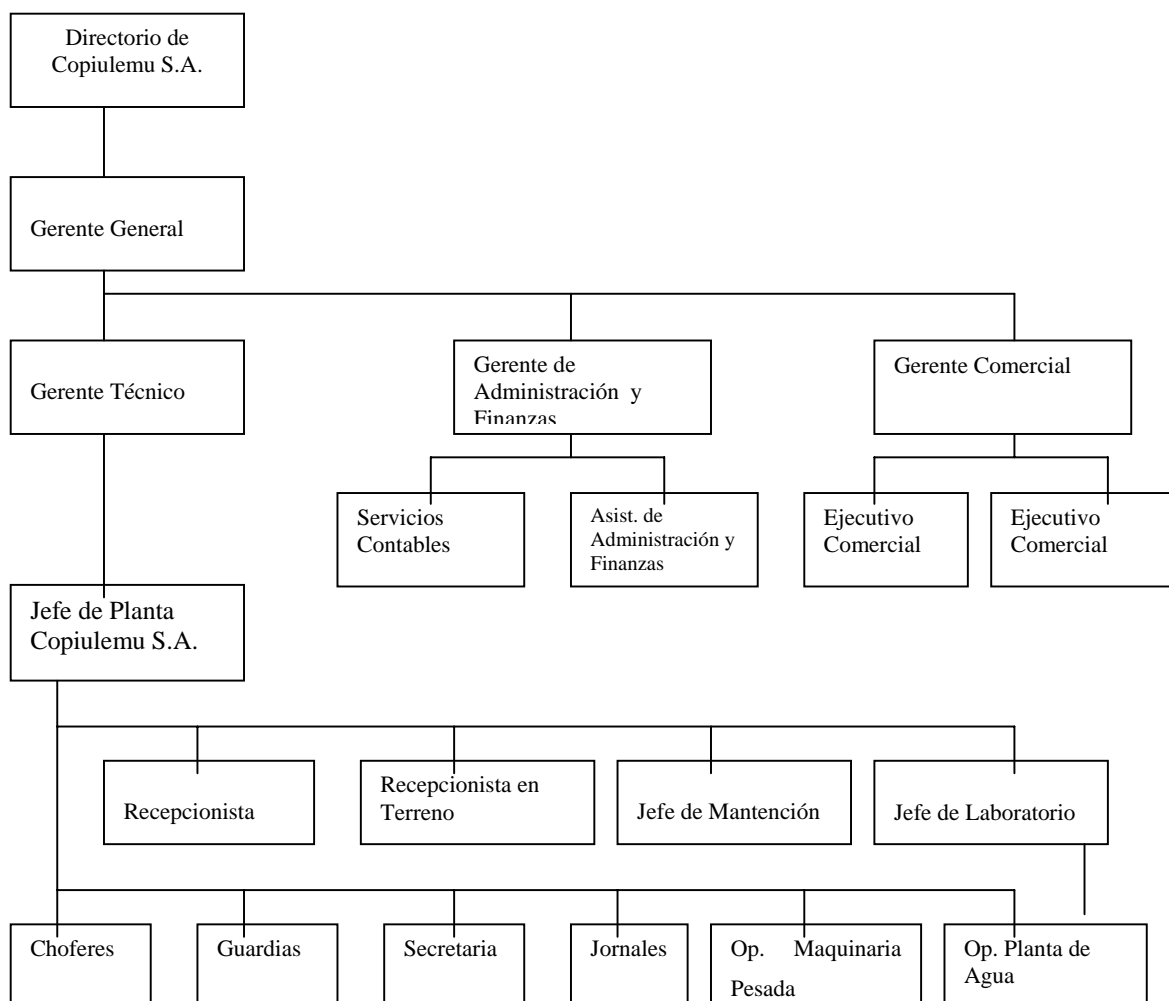 Directorio de
Copiulemu S.A.
Gerente General
Gerente Técnico
Gerente de
Administración y
Finanzas
Gerente Comercial
Servicios
Contables
Asist. de
Administración y
Finanzas
Ejecutivo
Comercial
Ejecutivo
Comercial
Jefe de Planta
Copiulemu S.A.
Recepcionista
Recepcionista en
Terreno
Jefe de Mantención
Jefe de Laboratorio
Choferes
Guardias
Secretaria
Jornales
Op. Maquinaria
Pesada
Op. Planta de
Agua